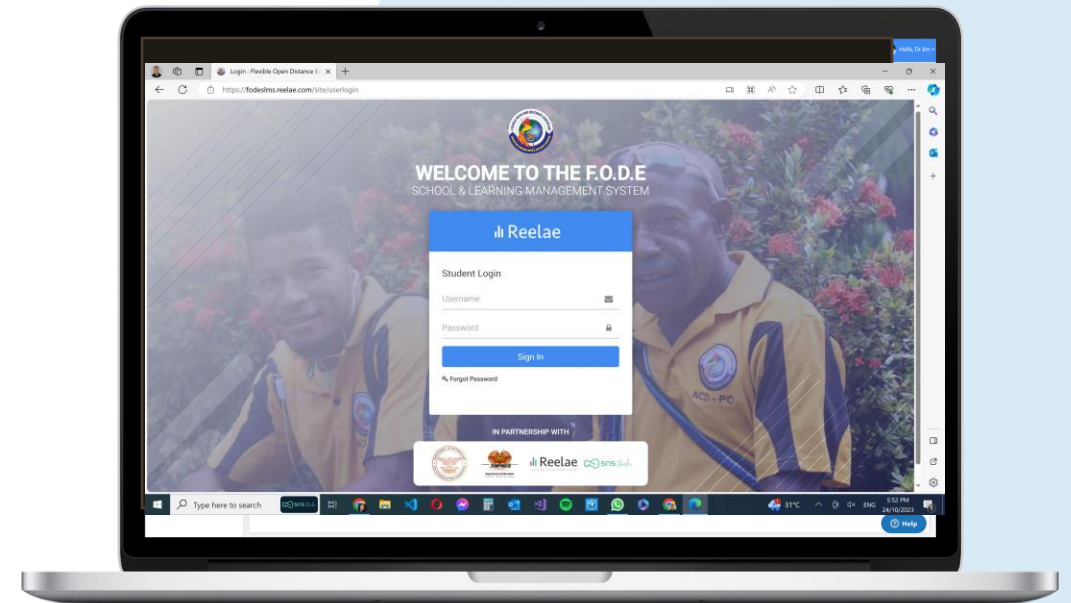 Hello, Dr Jim
Login : Flexible Open Distance E
https://fodeslms.reelae.com/site/userlogin
WELCOME TO THE F.O.D.E
SCHOOL & LEARNING MANAGEMENT SYSTEM
Reelae
Student Login
Username
Password
Sign In
Forgot Password
NCD - PC
IN PARTNERSHIP WITH
Reelae
sns tech
Type here to search
31°C
ENG
5:52 PM
24/10/2023
Help